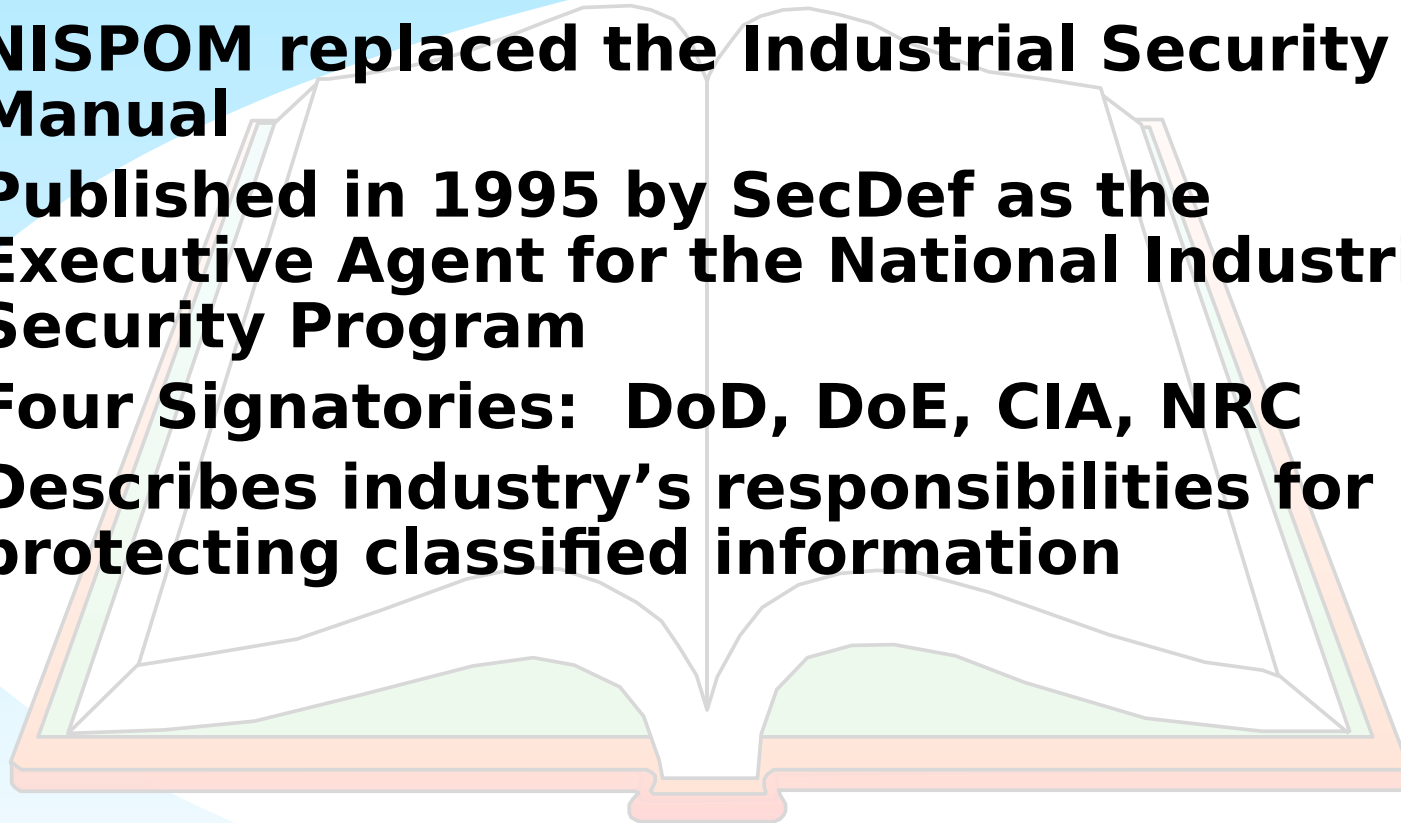 NISPOM replaced the Industrial Security
Manual
Published in 1995 by SecDef as the
Executive Agent for the National Industri
Security Program
Four Signatories:  DoD, DoE, CIA, NRC
Describes industry’s responsibilities for
protecting classified information